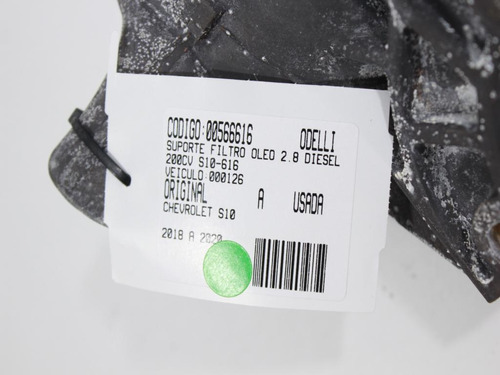 CODIGO:00566616 ODELLI
SUPORTE FILTRO OLEO 2.8 DIESEL
200CV S10-616
VEICULO:000126
ORIGINAL A USADA
CHEVROLET S10
2018 A 2020